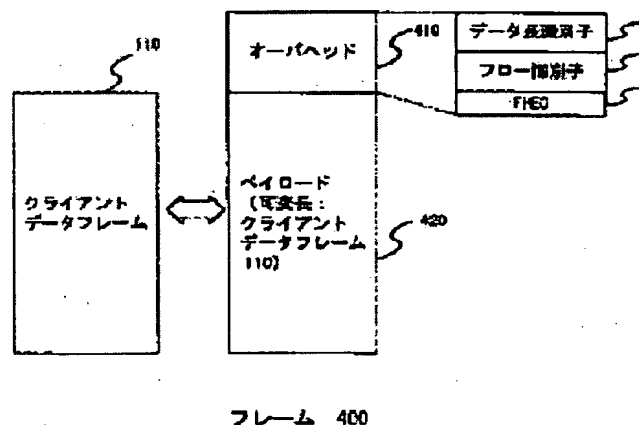 110
クライアント
データフレーム
オーバヘッド
410
データ長識別子
フロー識別子
FHEC
ペイロード
(可変長:
クライアント
データフレーム
110)
420
フレーム 400